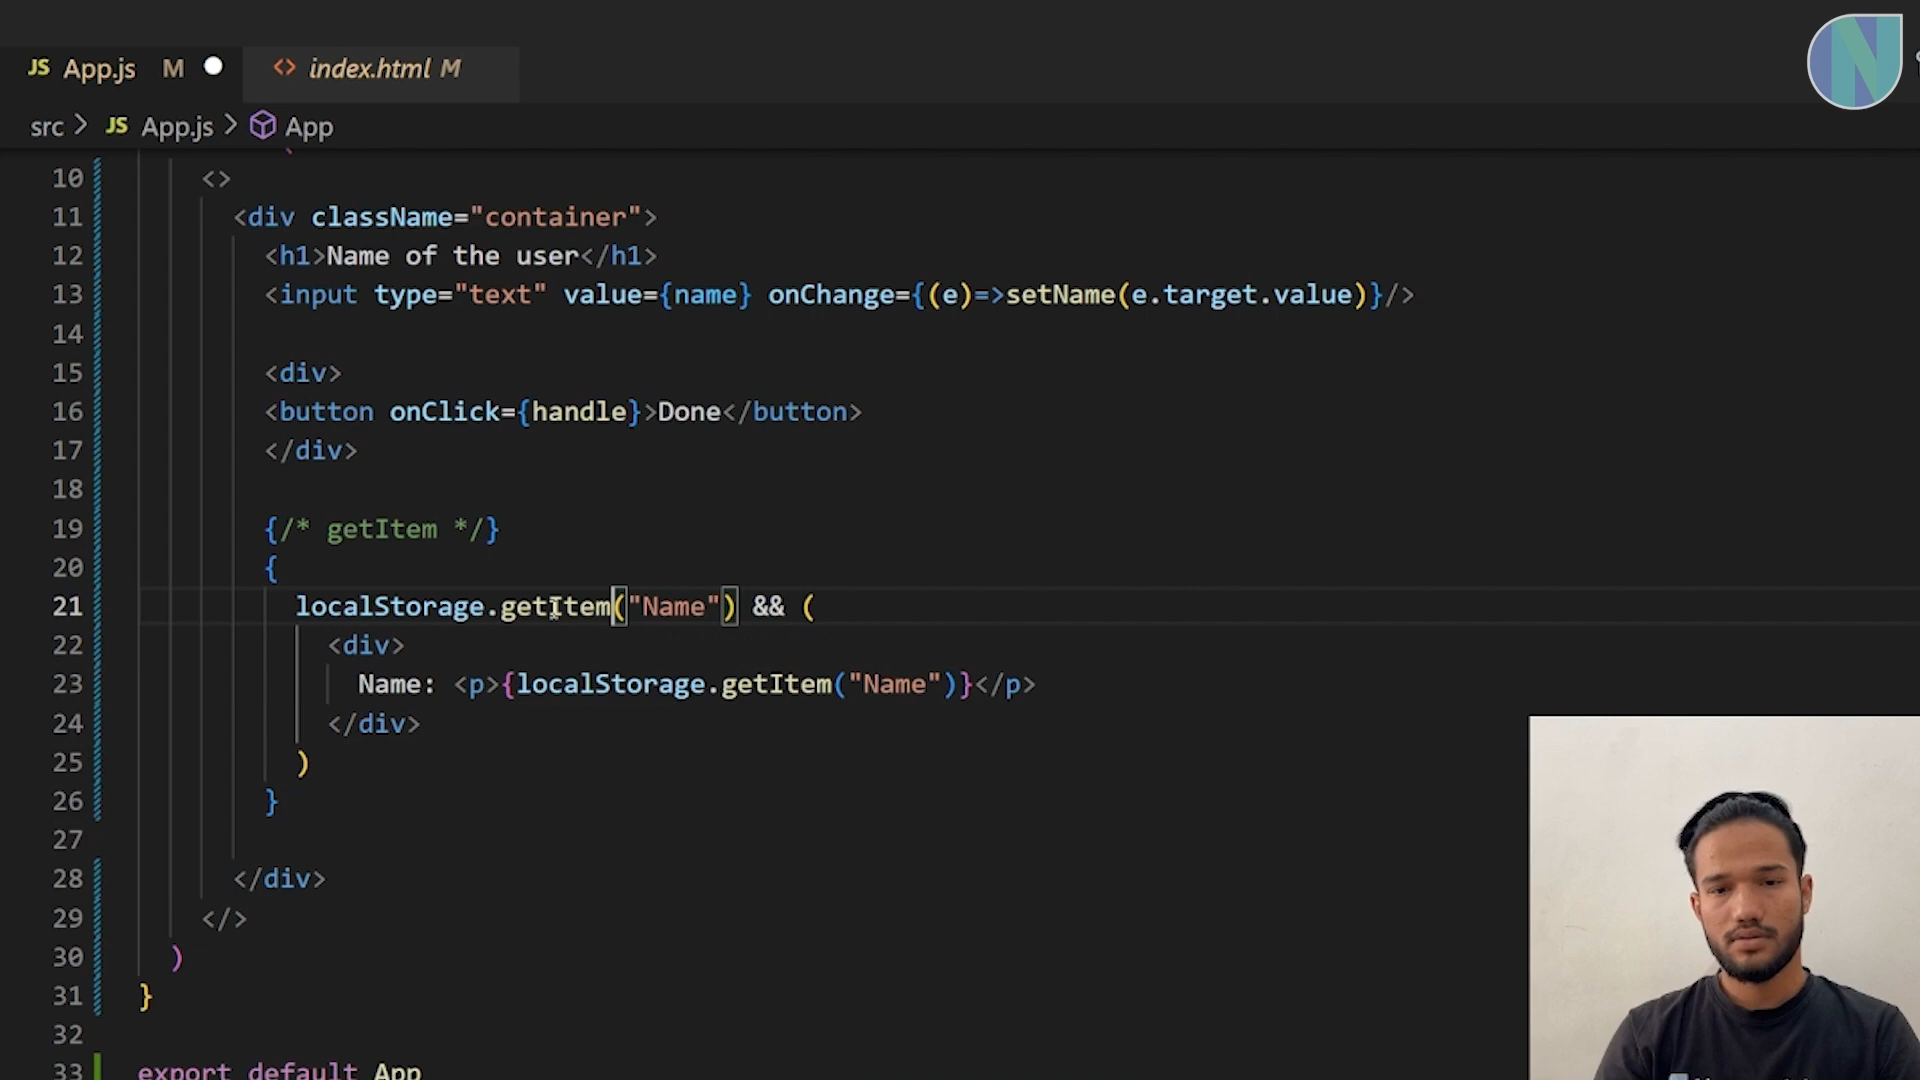 JS App.js M
<> index.html M
src > JS App.js > App
10 <>
11 <div className="container">
12 <h1>Name of the user</h1>
13 <input type="text" value={name} onChange={(e)=>setName(e.target.value)}/>
14
15 <div>
16 <button onClick={handle}>Done</button>
17 </div>
18
19 {/* getItem */}
20 {
21 localStorage.getItem("Name") && (
22 <div>
23 Name: <p>{localStorage.getItem("Name")}</p>
24 </div>
25 )
26 }
27
28 </div>
29 </>
30 )
31 }
32
33 export default App
N